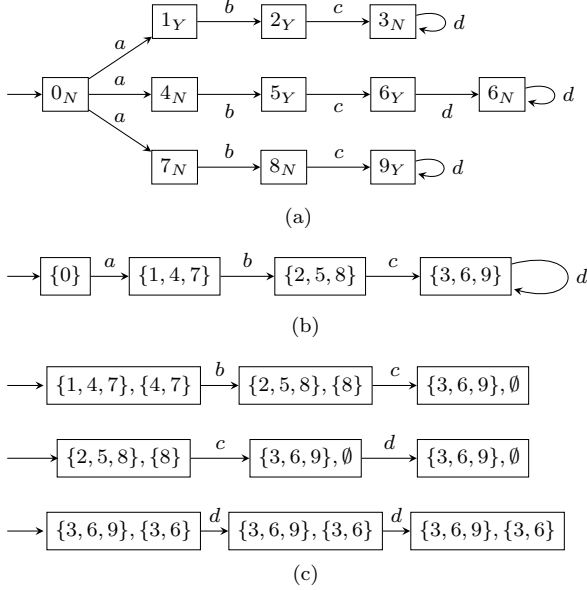 b c
1_Y 2_Y 3_N d
a
a b c d
0_N 4_N 5_Y 6_Y 6_N d
a
b c
7_N 8_N 9_Y d
(a)
a b c
{0} {1, 4, 7} {2, 5, 8} {3, 6, 9} d
(b)
b c
{1, 4, 7}, {4, 7} {2, 5, 8}, {8} {3, 6, 9}, ∅
c d
{2, 5, 8}, {8} {3, 6, 9}, ∅ {3, 6, 9}, ∅
d d
{3, 6, 9}, {3, 6} {3, 6, 9}, {3, 6} {3, 6, 9}, {3, 6}
(c)